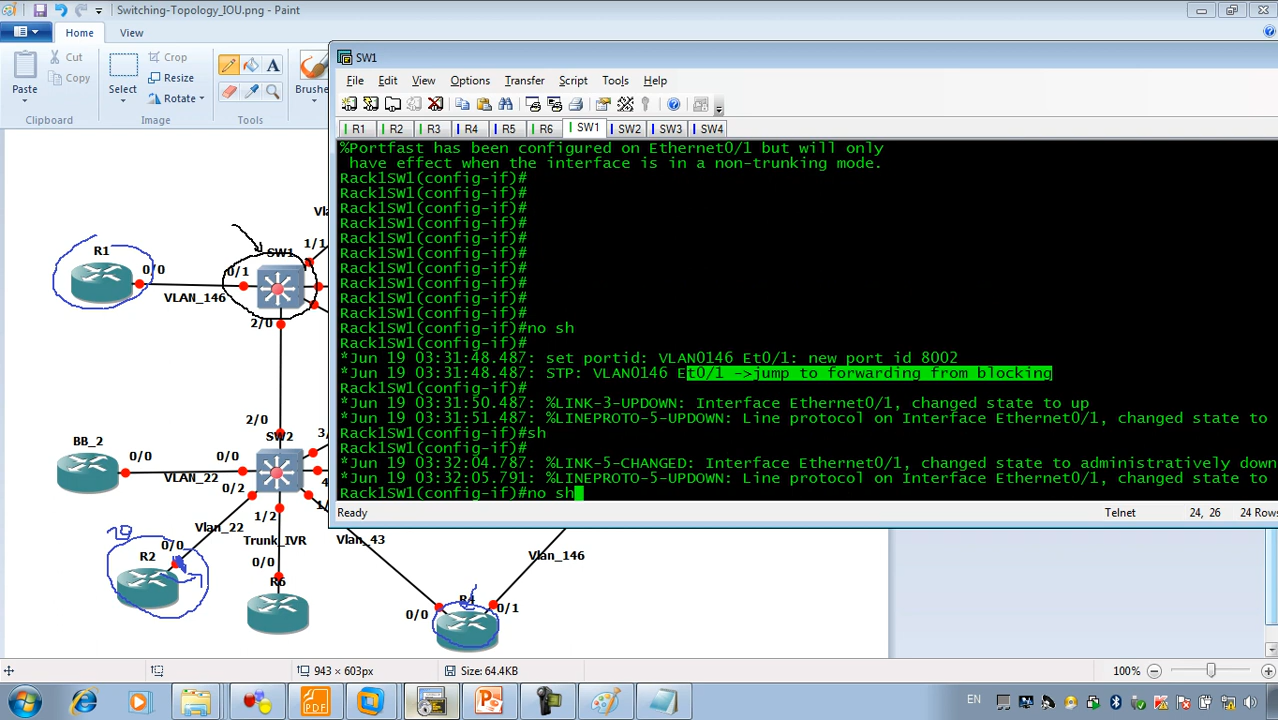 Switching-Topology_IOU.png - Paint
Home
View
Paste
Cut
Copy
Clipboard
Select
Crop
Resize
Rotate
Image
A
Tools
Brushes
SW1
File Edit View Options Transfer Script Tools Help
R1 R2 R3 R4 R5 R6 SW1 SW2 SW3 SW4
%Portfast has been configured on Ethernet0/1 but will only
have effect when the interface is in a non-trunking mode.
Rack1SW1(config-if)#
Rack1SW1(config-if)#
Rack1SW1(config-if)#
Rack1SW1(config-if)#
Rack1SW1(config-if)#
Rack1SW1(config-if)#
Rack1SW1(config-if)#
Rack1SW1(config-if)#
Rack1SW1(config-if)#
Rack1SW1(config-if)#
Rack1SW1(config-if)#no sh
Rack1SW1(config-if)#
*Jun 19 03:31:48.487: set portid: VLAN0146 Et0/1: new port id 8002
*Jun 19 03:31:48.487: STP: VLAN0146 Et0/1 ->jump to forwarding from blocking
Rack1SW1(config-if)#
*Jun 19 03:31:50.487: %LINK-3-UPDOWN: Interface Ethernet0/1, changed state to up
*Jun 19 03:31:51.487: %LINEPROTO-5-UPDOWN: Line protocol on Interface Ethernet0/1, changed state to
Rack1SW1(config-if)#sh
Rack1SW1(config-if)#
*Jun 19 03:32:04.787: %LINK-5-CHANGED: Interface Ethernet0/1, changed state to administratively down
*Jun 19 03:32:05.791: %LINEPROTO-5-UPDOWN: Line protocol on Interface Ethernet0/1, changed state to
Rack1SW1(config-if)#no sh
Ready
Telnet
24, 26
24 Rows
R1
0/0
VLAN_146
0/1
SW1
1/1
2/0
2/0
SW2
BB_2
0/0
VLAN_22
0/0
0/2
Vlan_22
1/2
Trunk_IVR
0/0
R6
R2
0/0
Vlan_43
Vlan_146
R4
0/0
0/1
943 × 603px
Size: 64.4KB
100%
EN